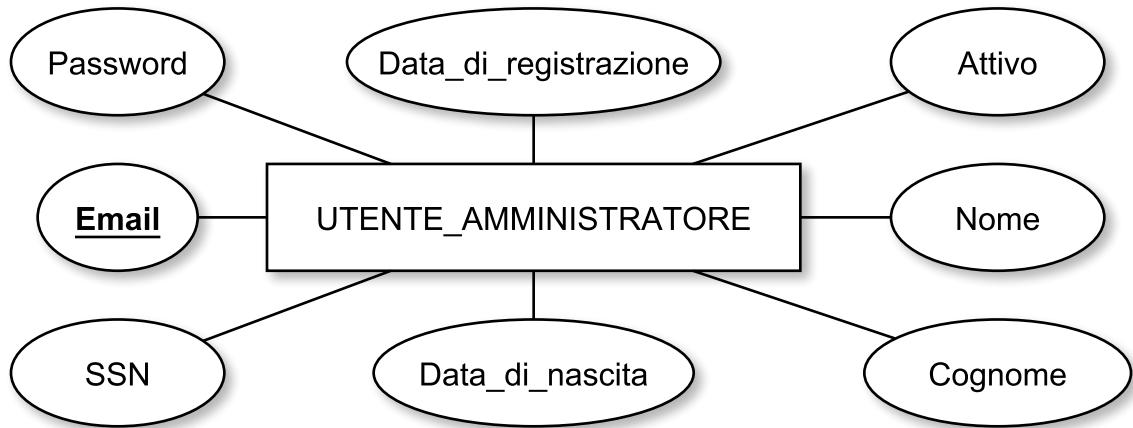 Password
Data_di_registrazione
Attivo
Email
UTENTE_AMMINISTRATORE
Nome
SSN
Data_di_nascita
Cognome